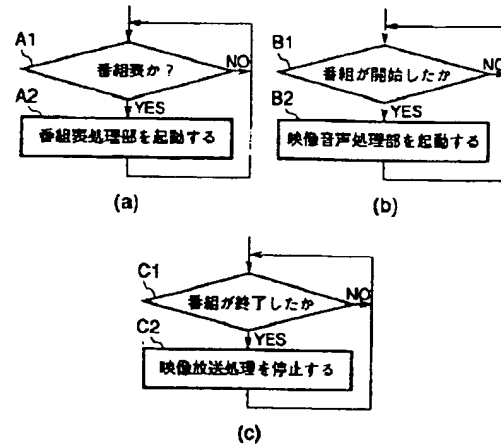 A1
番組表か？
NO
YES
A2
番組表処理部を起動する
(a)
B1
番組が開始したか
NO
YES
B2
映像音声処理部を起動する
(b)
C1
番組が終了したか
NO
YES
C2
映像放送処理を停止する
(c)